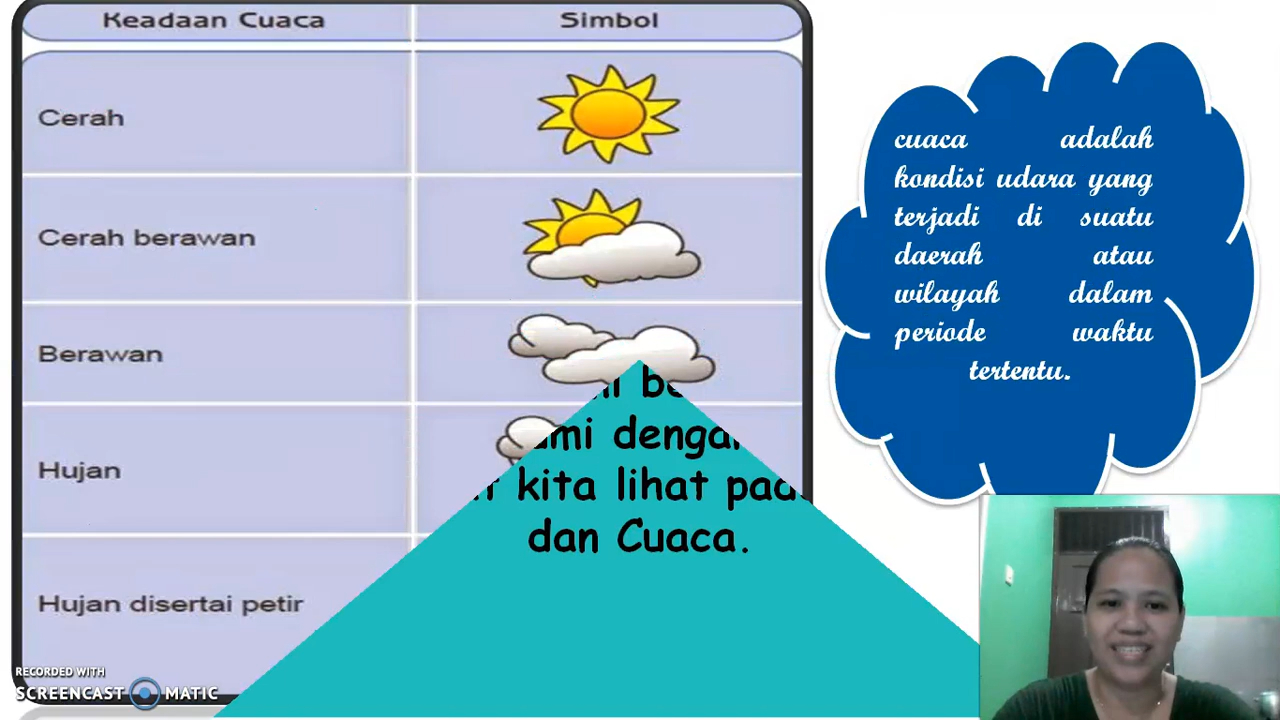 Keadaan Cuaca Simbol
Cerah
Cerah berawan
Berawan
Hujan
Hujan disertai petir
cuaca adalah
kondisi udara yang
terjadi di suatu
daerah atau
wilayah dalam
periode waktu
tertentu.
dengan
kita lihat pada
dan Cuaca.
RECORDED WITH
SCREENCAST MATIC